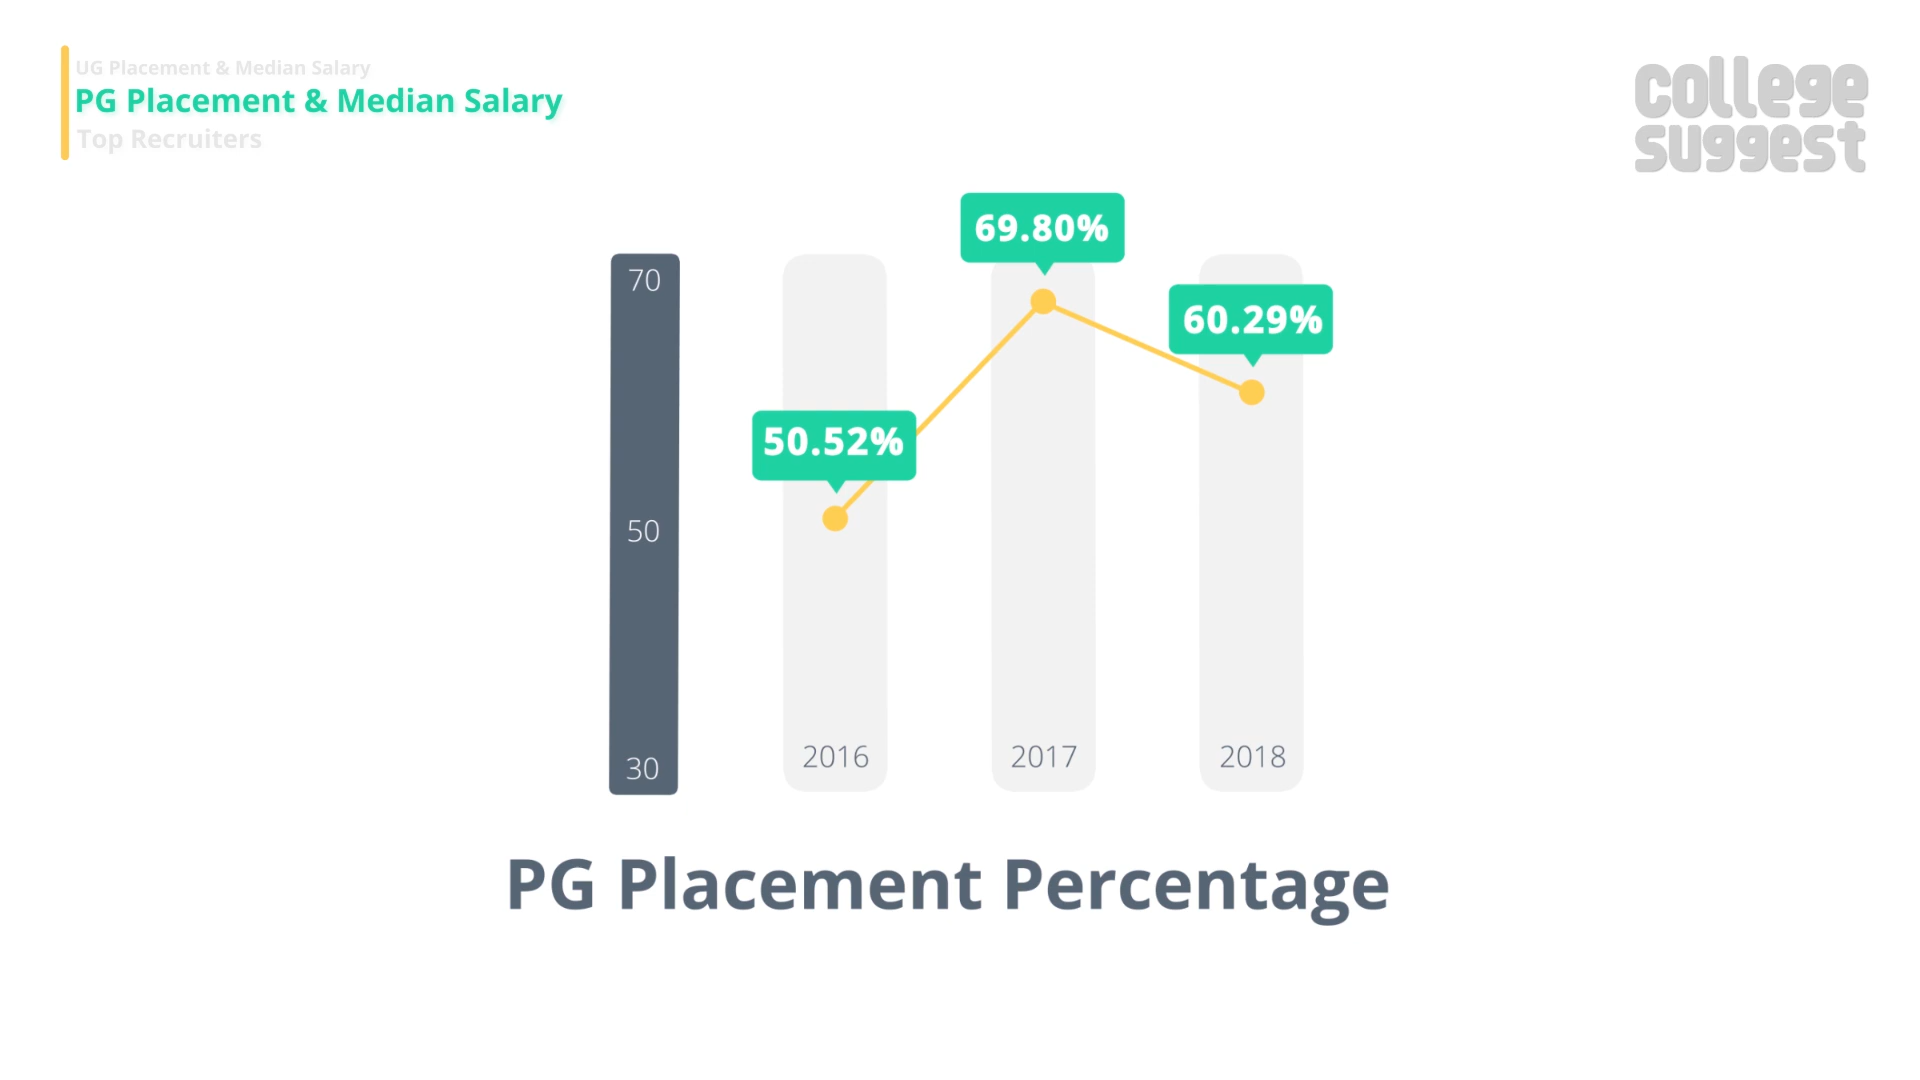 UG Placement & Median Salary
PG Placement & Median Salary
Top Recruiters
college
suggest
69.80%
70
60.29%
50.52%
50
30
2016
2017
2018
PG Placement Percentage